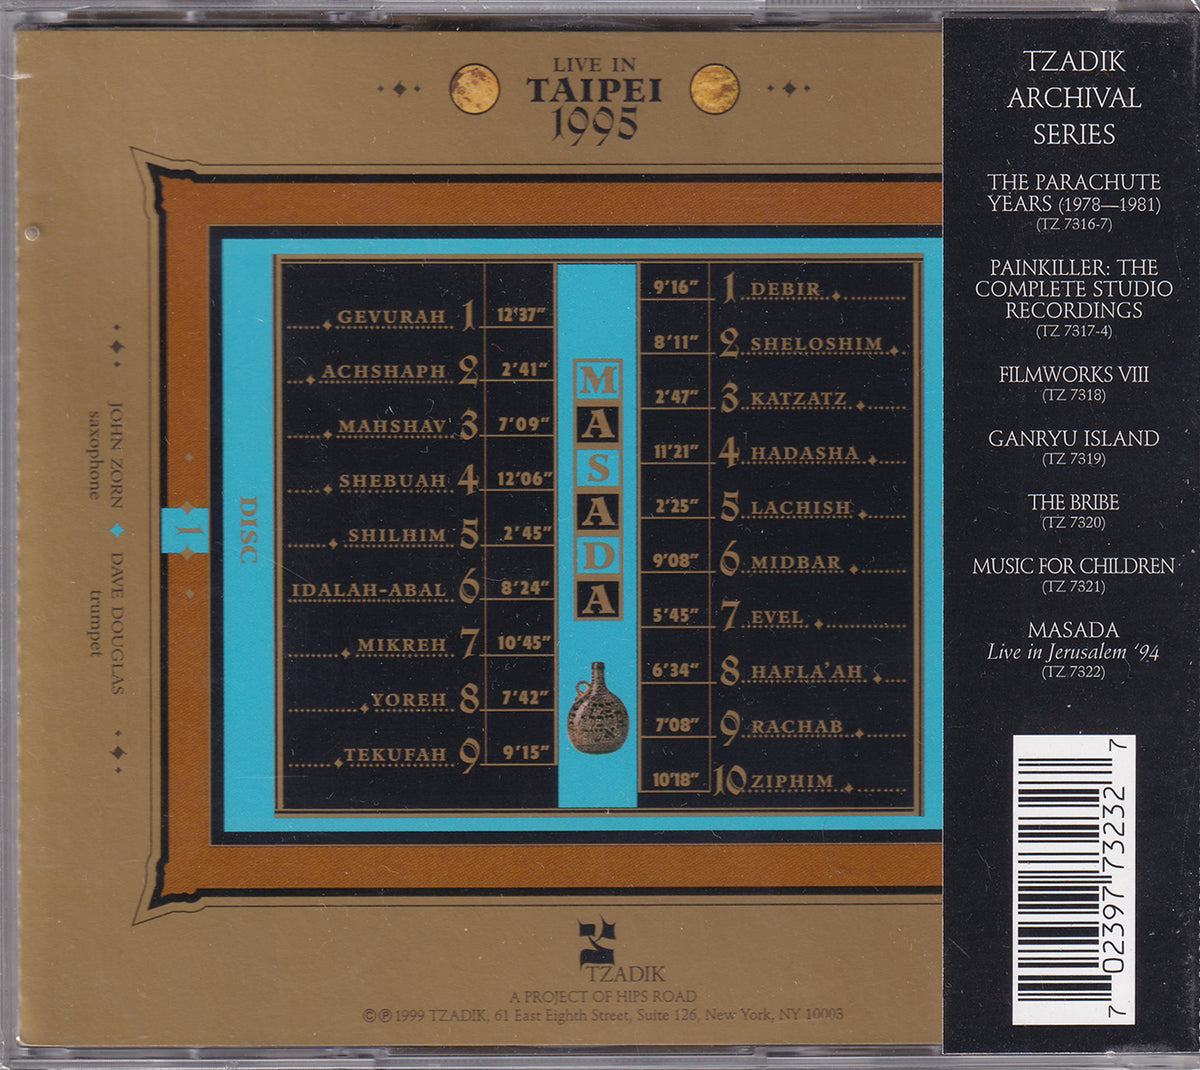 LIVE IN
TAIPEI
1995
JOHN ZORN
saxophone
DAVE DOUGLAS
trumpet
1
DISC
GEVURAH 1 12'37"
ACHSHAPH 2 2'41"
MAHSHAV 3 7'09"
SHEBUAH 4 12'06"
SHILHIM 5 2'45"
IDALAH-ABAL 6 8'24"
MIKREH 7 10'45"
YOREH 8 7'42"
TEKUFAH 9 9'15"
MASADA
9'16" 1 DEBIR
8'11" 2 SHELOSHIM
2'47" 3 KATZATZ
11'21" 4 HADASHA
2'25" 5 LACHISH
9'08" 6 MIDBAR
5'45" 7 EVEL
6'34" 8 HAFLA'AH
7'08" 9 RACHAB
10'18" 10 ZIPHIM
צ
TZADIK
A PROJECT OF HIPS ROAD
©℗1999 TZADIK, 61 East Eighth Street, Suite 126, New York, NY 10003
TZADIK
ARCHIVAL
SERIES
THE PARACHUTE
YEARS (1978—1981)
(TZ 7316-7)
PAINKILLER: THE
COMPLETE STUDIO
RECORDINGS
(TZ 7317-4)
FILMWORKS VIII
(TZ 7318)
GANRYU ISLAND
(TZ 7319)
THE BRIBE
(TZ 7320)
MUSIC FOR CHILDREN
(TZ 7321)
MASADA
Live in Jerusalem '94
(TZ 7322)
7 02397 73232 7